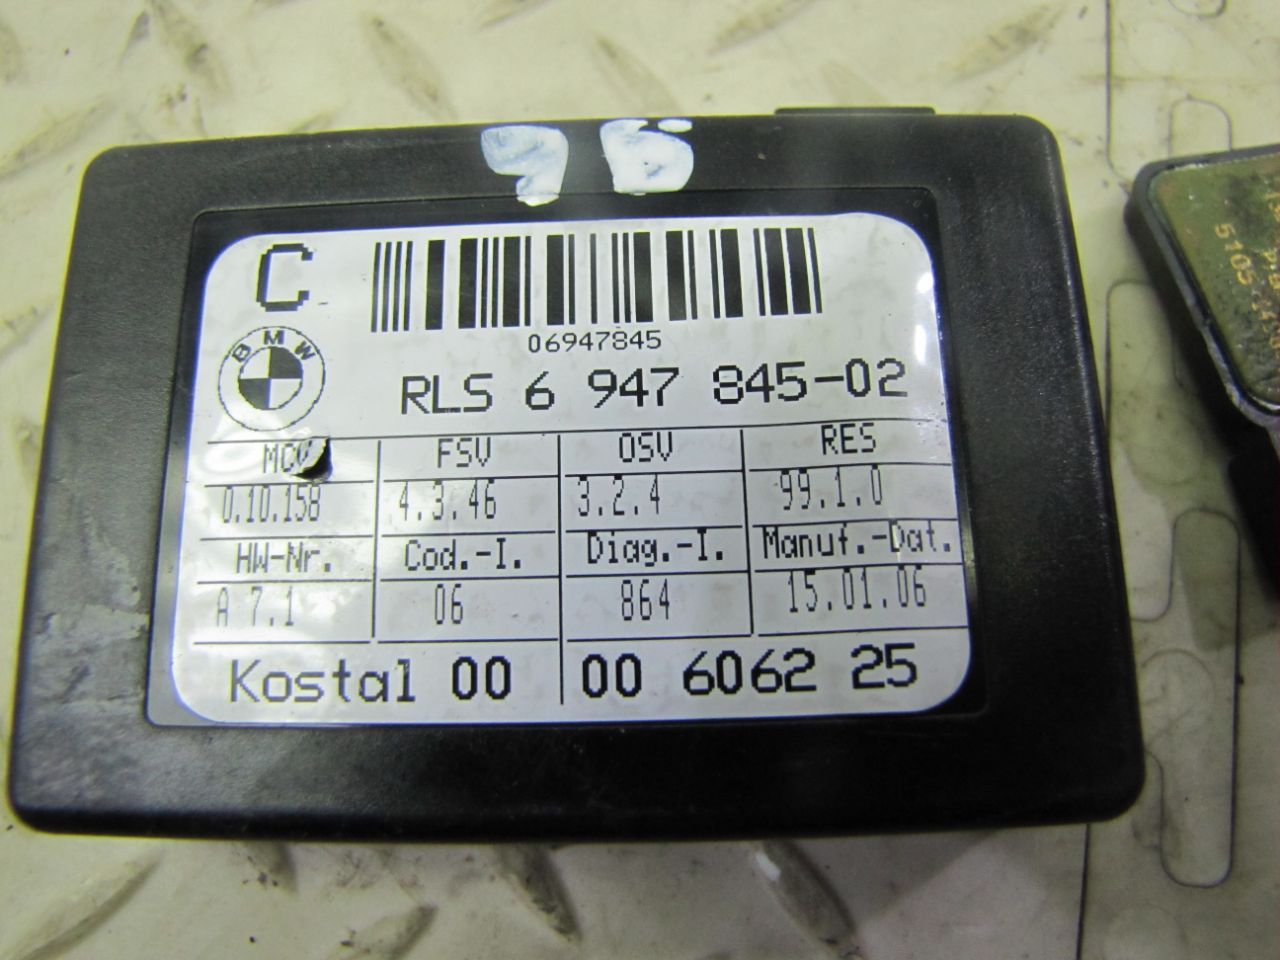 C
BMW
06947845
RLS 6 947 845-02
FSV OSV RES
0.10.158 4.3.46 3.2.4 99.1.0
HW-Nr. Cod.-I. Diag.-I. Manuf.-Dat.
A 7.1 06 864 15.01.06
Kostal 00 00 6062 25
5105